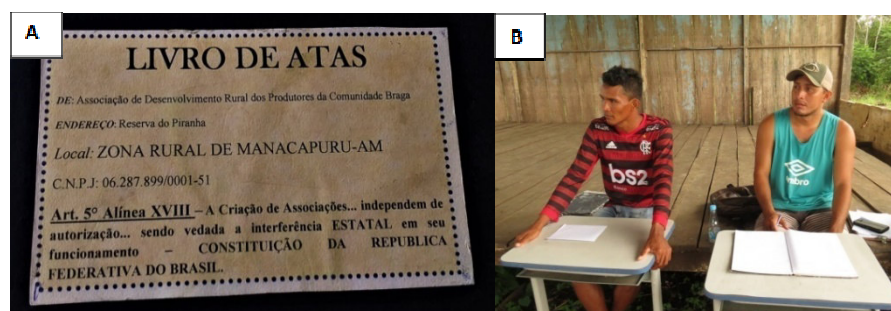 A
LIVRO DE ATAS
DE: Associação de Desenvolvimento Rural dos Produtores da Comunidade Braga
ENDEREÇO: Reserva do Piranha
Local: ZONA RURAL DE MANACAPURU-AM
C.N.P.J: 06.287.899/0001-51
Art. 5º Alínea XVIII – A Criação de Associações... independem de
autorização... sendo vedada a interferência ESTATAL em seu
funcionamento – CONSTITUIÇÃO DA REPUBLICA
FEDERATIVA DO BRASIL.
B
bs2
umbro